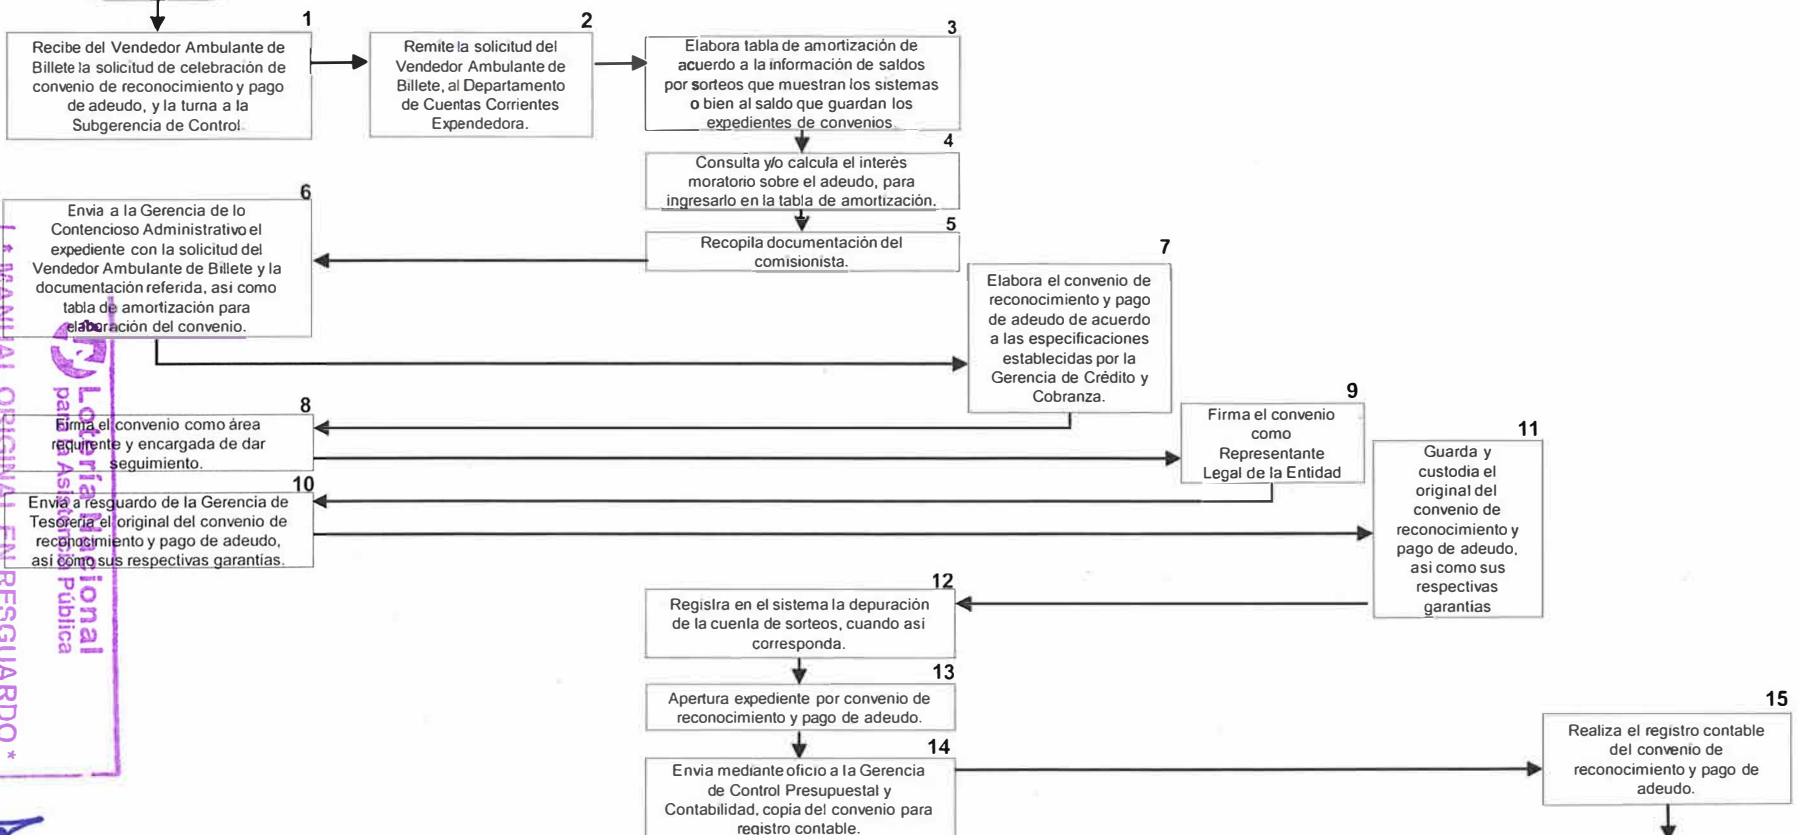 1
Recibe del Vendedor Ambulante de
Billete la solicitud de celebración de
convenio de reconocimiento y pago
de adeudo, y la turna a la
Subgerencia de Control.
2
Remite la solicitud del
Vendedor Ambulante de
Billete, al Departamento
de Cuentas Corrientes
Expendedora.
3
Elabora tabla de amortización de
acuerdo a la información de saldos
por sorteos que muestran los sistemas
o bien al saldo que guardan los
expedientes de convenios
4
Consulta y/o calcula el interés
moratorio sobre el adeudo, para
ingresarlo en la tabla de amortización.
5
Recopila documentación del
comisionista.
6
Envia a la Gerencia de lo
Contencioso Administrativo el
expediente con la solicitud del
Vendedor Ambulante de Billete y la
documentación referida, asi como
tabla de amortización para
elaboración del convenio.
7
Elabora el convenio de
reconocimiento y pago
de adeudo de acuerdo
a las especificaciones
establecidas por la
Gerencia de Crédito y
Cobranza.
8
Firma el convenio como área
requirente y encargada de dar
seguimiento.
9
Firma el convenio
como
Representante
Legal de la Entidad
10
Envia a resguardo de la Gerencia de
Tesorería el original del convenio de
reconocimiento y pago de adeudo,
así como sus respectivas garantías.
11
Guarda y
custodia el
original del
convenio de
reconocimiento y
pago de adeudo,
asi como sus
respectivas
garantías
12
Registra en el sistema la depuración
de la cuenta de sorteos, cuando asi
corresponda.
13
Apertura expediente por convenio de
reconocimiento y pago de adeudo.
14
Envia mediante oficio a la Gerencia
de Control Presupuestal y
Contabilidad, copía del convenio para
registro contable.
15
Realiza el registro contable
del convenio de
reconocimiento y pago de
adeudo.
Lotería Nacional
para la Asistencia Pública
* MANUAL ORIGINAL EN RESGUARDO *